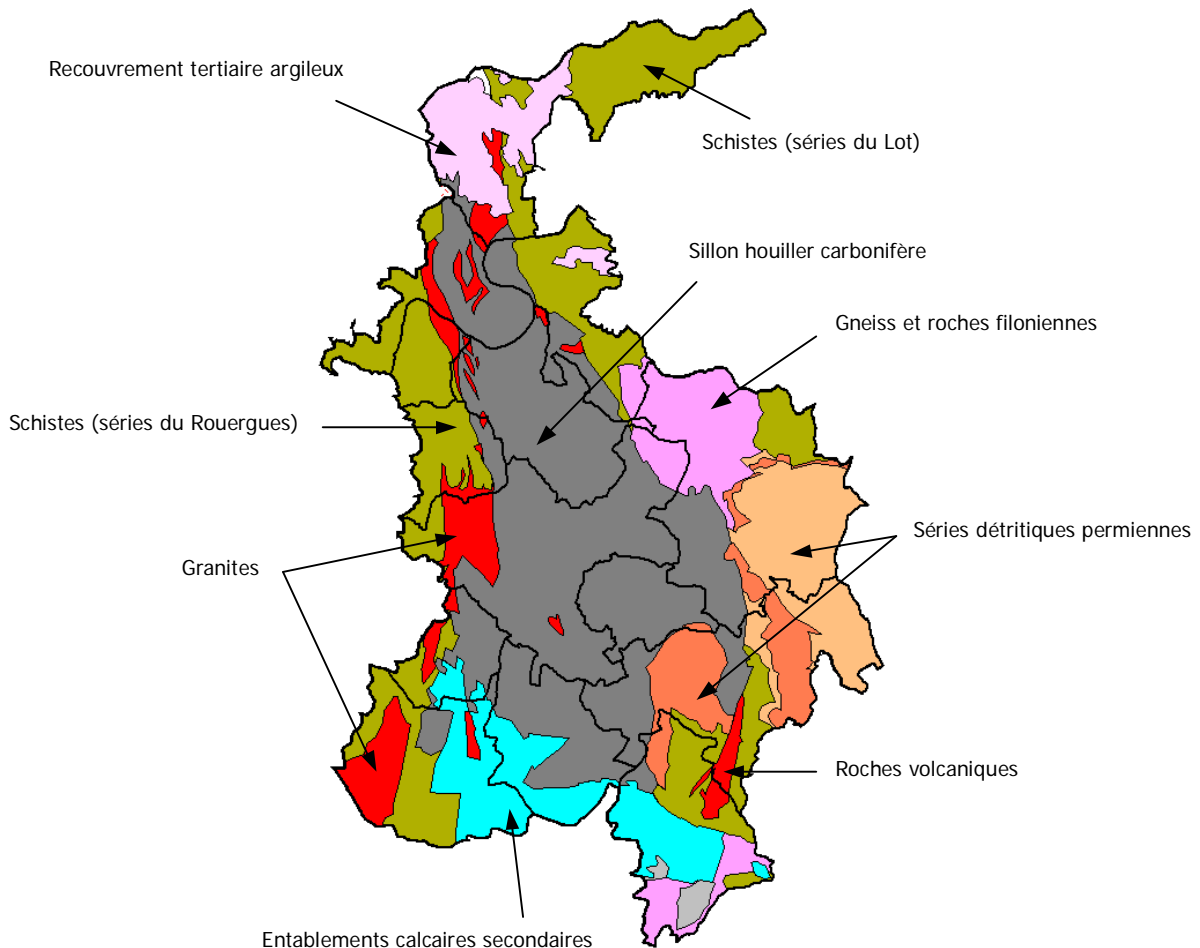 Recouvrement tertiaire argileux
Schistes (séries du Lot)
Sillon houiller carbonifère
Gneiss et roches filoniennes
Schistes (séries du Rouergues)
Séries détritiques permiennes
Granites
Roches volcaniques
Entablements calcaires secondaires